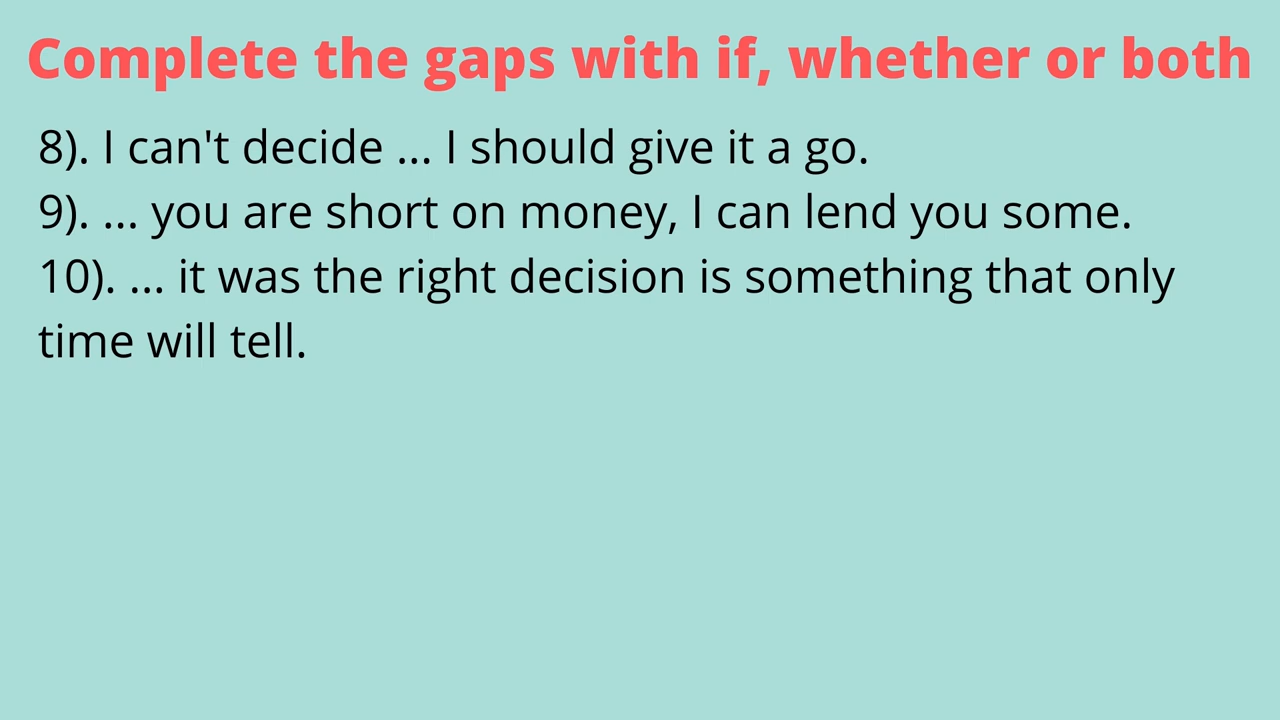 Complete the gaps with if, whether or both
8). I can't decide ... I should give it a go.
9). ... you are short on money, I can lend you some.
10). ... it was the right decision is something that only
time will tell.